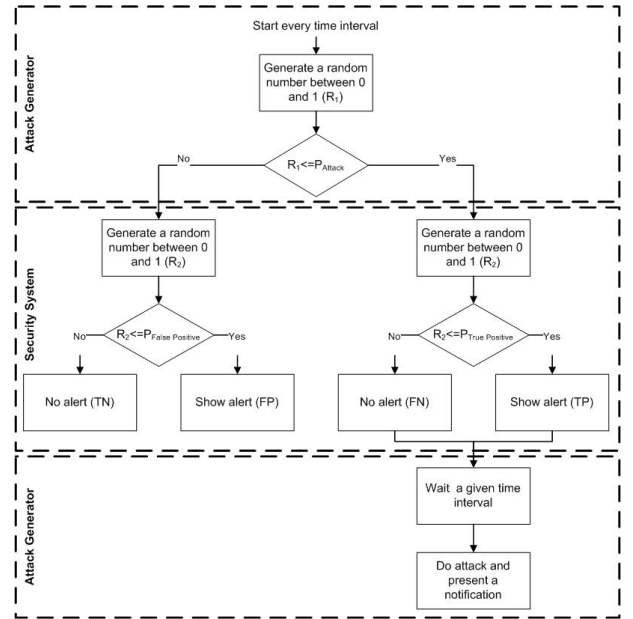 Attack Generator
Start every time interval
Generate a random
number between 0
and 1 (R₁)
R₁<=P_Attack
No
Yes
Security System
Generate a random
number between 0
and 1 (R₂)
Generate a random
number between 0
and 1 (R₂)
R₂<=P_False Positive
No
Yes
R₂<=P_True Positive
No
Yes
No alert (TN)
Show alert (FP)
No alert (FN)
Show alert (TP)
Attack Generator
Wait a given time
interval
Do attack and
present a
notification